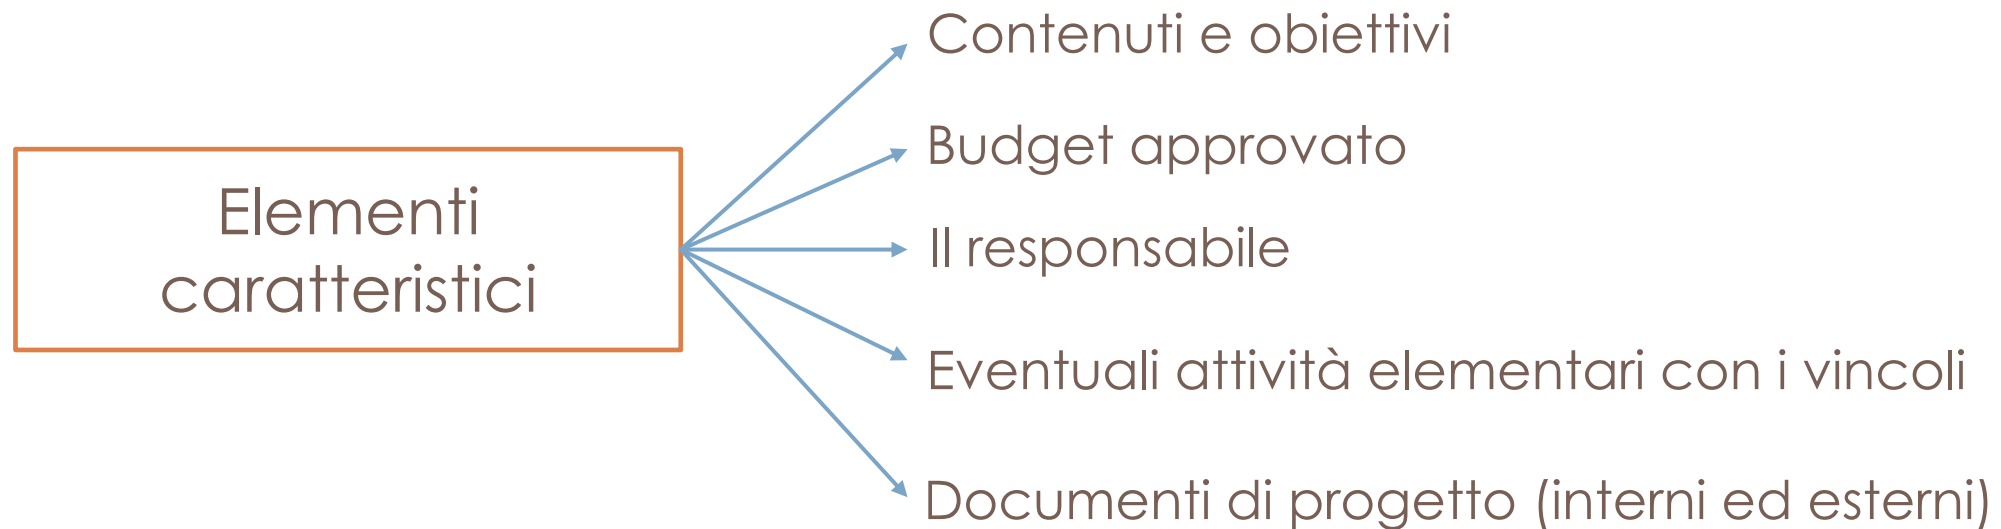 Contenuti e obiettivi
Budget approvato
Elementi
caratteristici
Il responsabile
Eventuali attività elementari con i vincoli
Documenti di progetto (interni ed esterni)